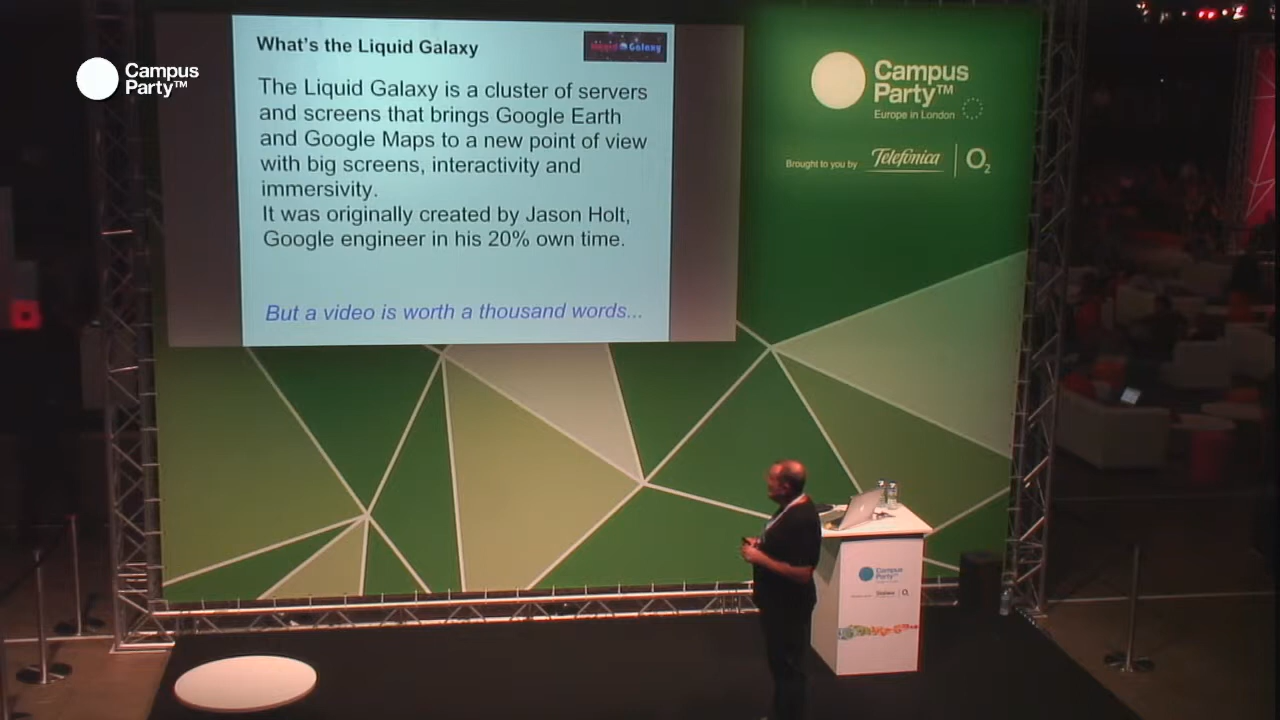 Campus
Party™
What's the Liquid Galaxy
Liquid Galaxy
The Liquid Galaxy is a cluster of servers
and screens that brings Google Earth
and Google Maps to a new point of view
with big screens, interactivity and
immersivity.
It was originally created by Jason Holt,
Google engineer in his 20% own time.
But a video is worth a thousand words...
Campus
Party™
Europe in London
Brought to you by Telefónica O2
Campus
Party™